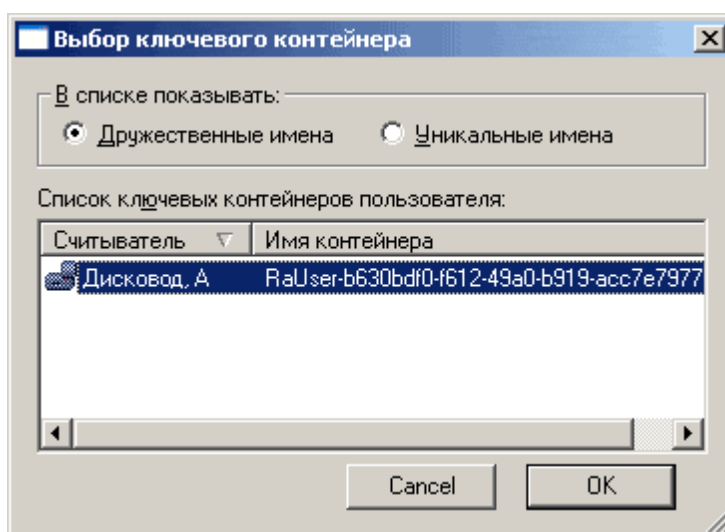 Выбор ключевого контейнера
В списке показывать:
Дружественные имена Уникальные имена
Список ключевых контейнеров пользователя:
Считыватель Имя контейнера
Дисковод, A RaUser-b630bdf0-f612-49a0-b919-acc7e7977
Cancel OK